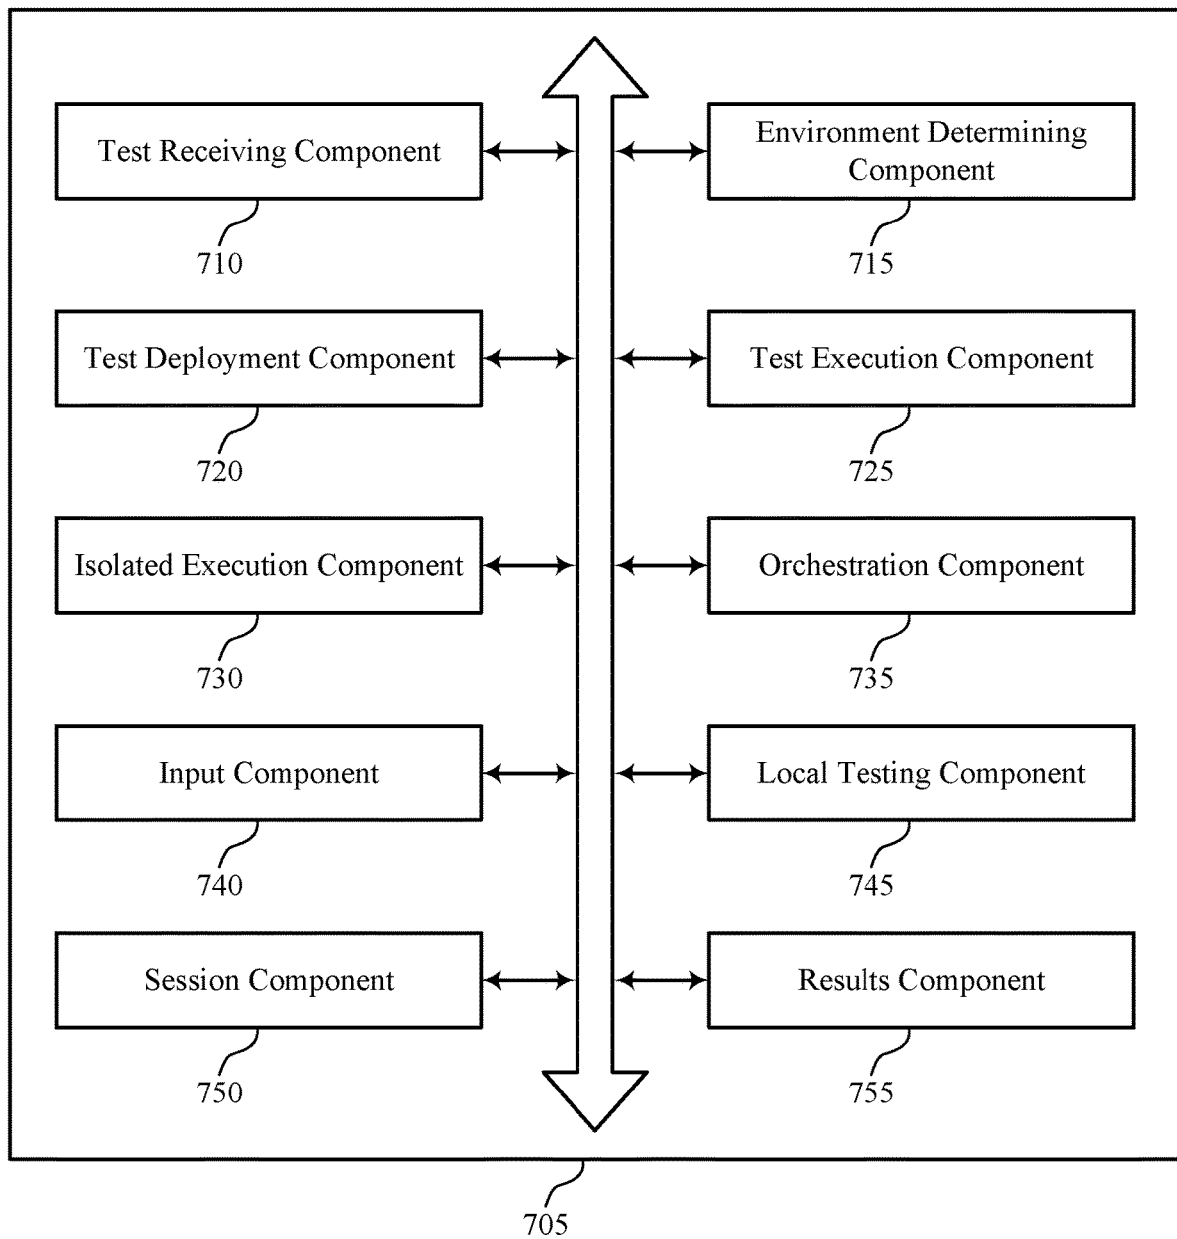 Test Receiving Component
710
Environment Determining
Component
715
Test Deployment Component
720
Test Execution Component
725
Isolated Execution Component
730
Orchestration Component
735
Input Component
740
Local Testing Component
745
Session Component
750
Results Component
755
705